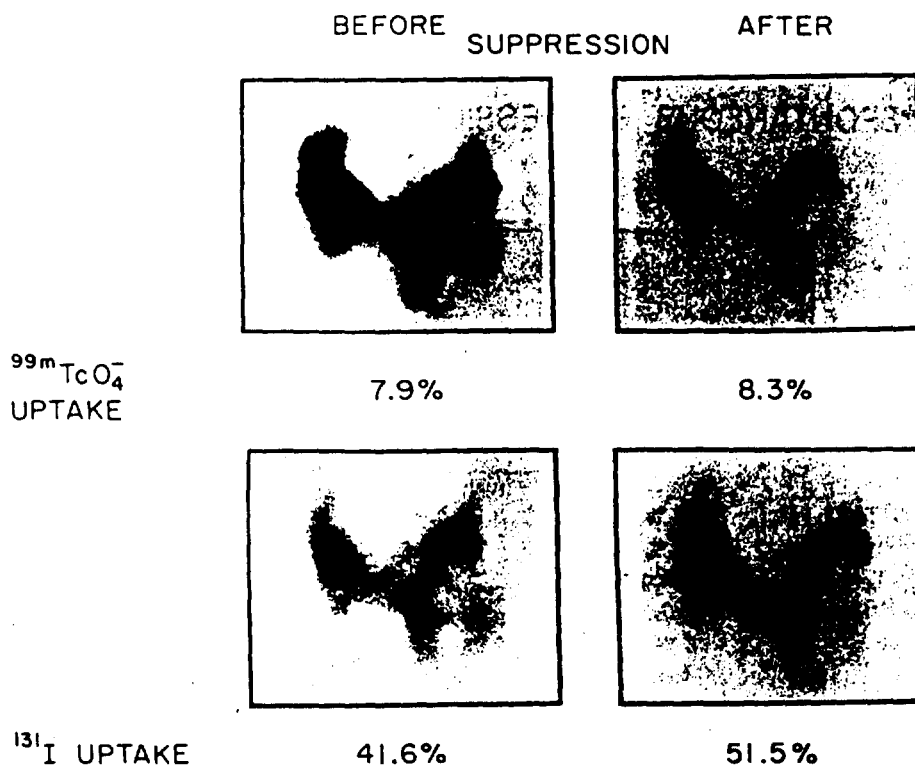 BEFORE AFTER
SUPPRESSION
99mTcO4−
UPTAKE
7.9% 8.3%
131I UPTAKE 41.6% 51.5%